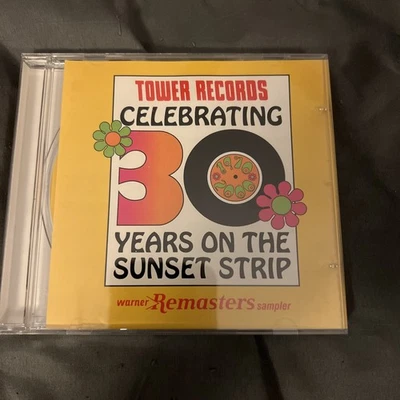 TOWER RECORDS
CELEBRATING
30
YEARS ON THE
SUNSET STRIP
warner Remasters sampler